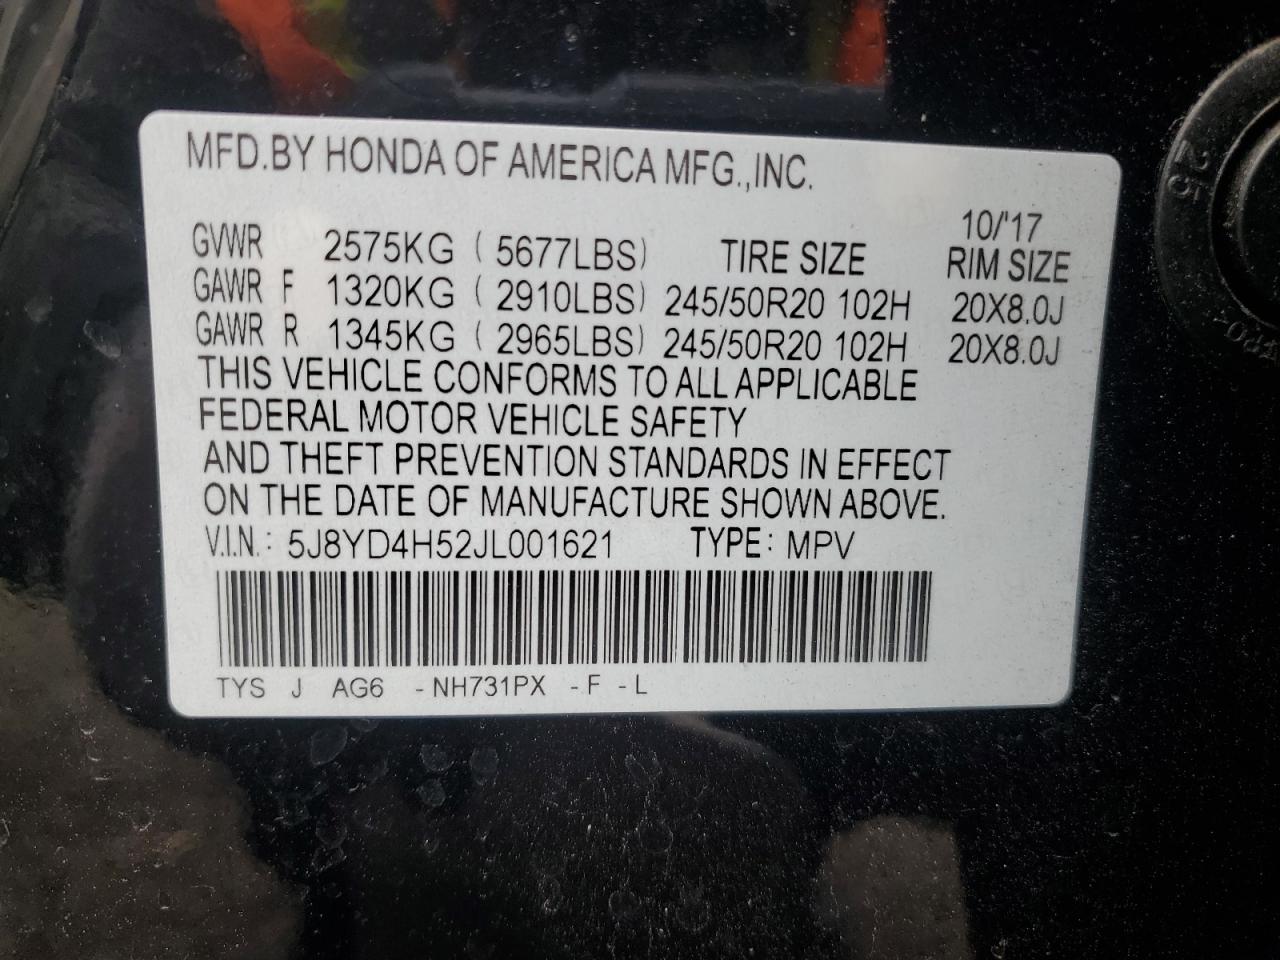 MFD.BY HONDA OF AMERICA MFG.,INC.
10/'17
GVWR 2575KG ( 5677LBS) TIRE SIZE RIM SIZE
GAWR F 1320KG ( 2910LBS) 245/50R20 102H 20X8.0J
GAWR R 1345KG ( 2965LBS) 245/50R20 102H 20X8.0J
THIS VEHICLE CONFORMS TO ALL APPLICABLE
FEDERAL MOTOR VEHICLE SAFETY
AND THEFT PREVENTION STANDARDS IN EFFECT
ON THE DATE OF MANUFACTURE SHOWN ABOVE.
V.I.N.: 5J8YD4H52JL001621 TYPE: MPV
TYS J AG6 -NH731PX -F -L
25